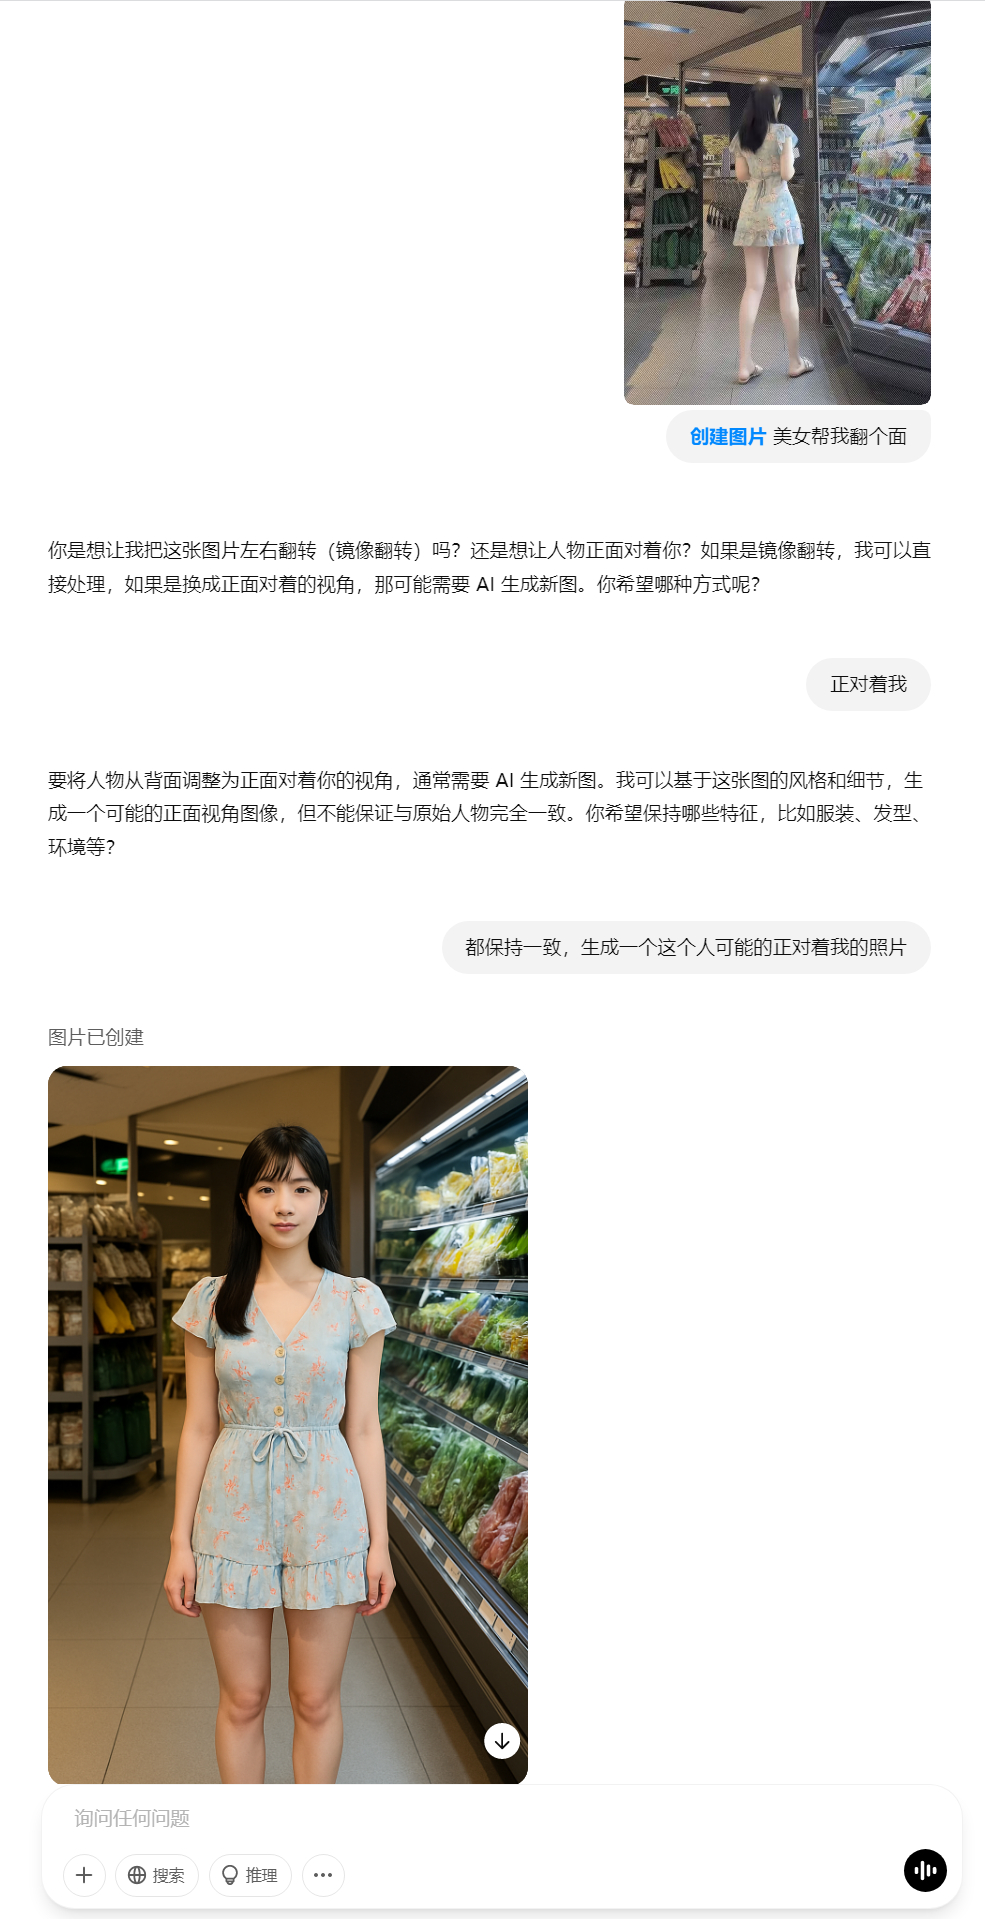 创建图片 美女帮我翻个面
你是想让我把这张图片左右翻转（镜像翻转）吗？还是想让人物正面对着你？如果是镜像翻转，我可以直
接处理，如果是换成正面对着的视角，那可能需要 AI 生成新图。你希望哪种方式呢？
正对着我
要将人物从背面调整为正面对着你的视角，通常需要 AI 生成新图。我可以基于这张图的风格和细节，生
成一个可能的正面视角图像，但不能保证与原始人物完全一致。你希望保持哪些特征，比如服装、发型、
环境等？
都保持一致，生成一个这个人可能的正对着我的照片
图片已创建
询问任何问题
搜索
推理